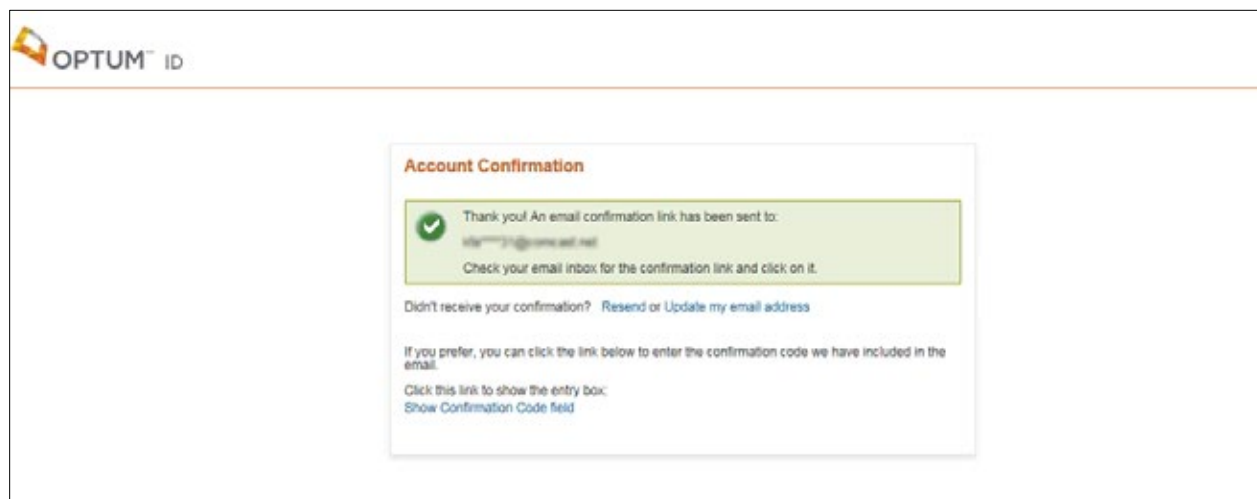 OPTUM™ ID
Account Confirmation
Thank you! An email confirmation link has been sent to:
Check your email inbox for the confirmation link and click on it.
Didn't receive your confirmation? Resend or Update my email address
If you prefer, you can click the link below to enter the confirmation code we have included in the
email.
Click this link to show the entry box:
Show Confirmation Code field